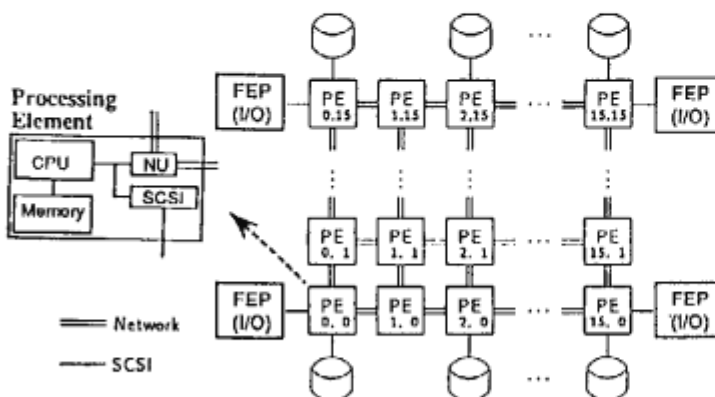 Processing
Element
CPU
NU
SCSI
Memory
FEP
(I/O)
PE
0,15
PE
1,15
PE
2,15
...
PE
15,15
FEP
(I/O)
PE
0, 1
PE
1, 1
PE
2, 1
...
PE
15, 1
FEP
(I/O)
PE
0, 0
PE
1, 0
PE
2, 0
...
PE
15, 0
FEP
(I/O)
Network
SCSI